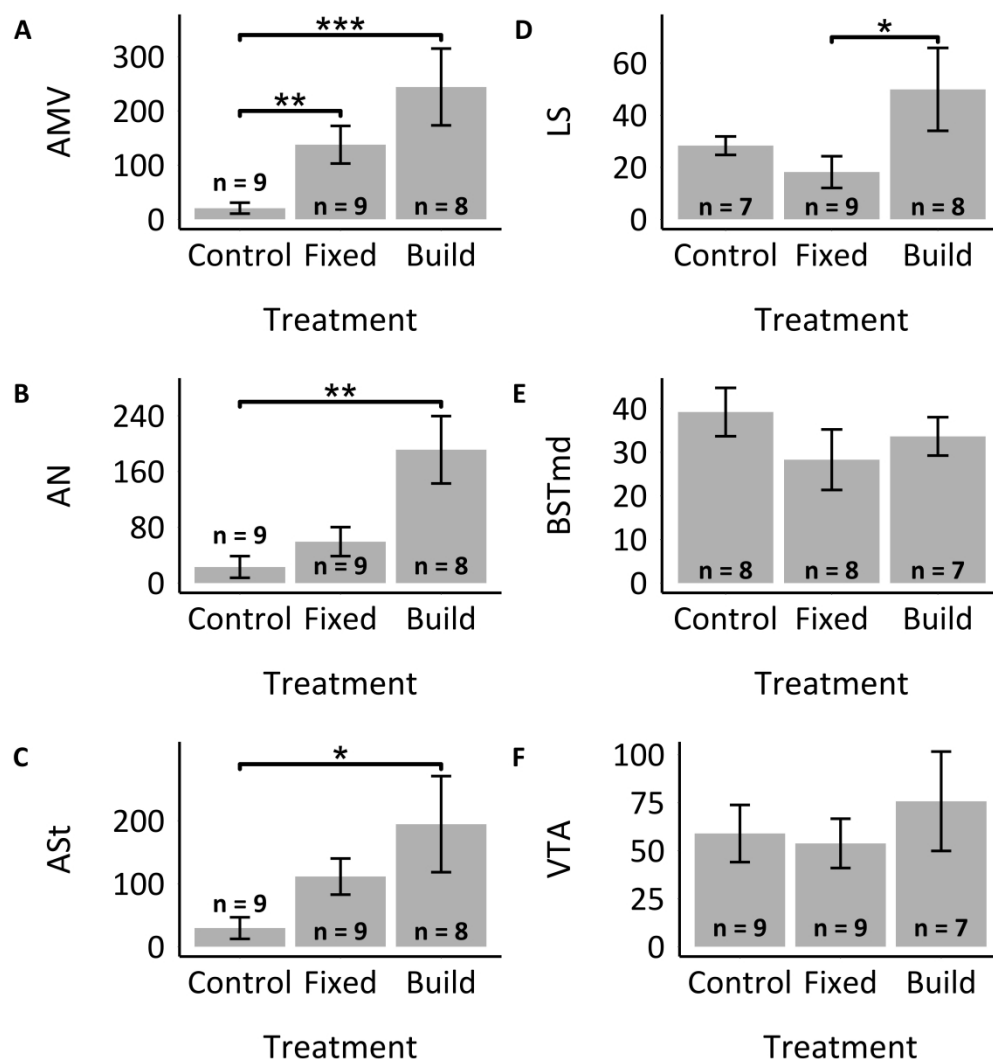 A
AMV
300
200
100
0
***
**
n = 9
n = 9
n = 8
Control Fixed Build
Treatment
D
LS
60
40
20
0
*
n = 7
n = 9
n = 8
Control Fixed Build
Treatment
B
AN
240
160
80
0
**
n = 9
n = 9
n = 8
Control Fixed Build
Treatment
E
BSTmd
40
30
20
10
0
n = 8
n = 8
n = 7
Control Fixed Build
Treatment
C
ASt
200
100
0
*
n = 9
n = 9
n = 8
Control Fixed Build
Treatment
F
VTA
100
75
50
25
0
n = 9
n = 9
n = 7
Control Fixed Build
Treatment